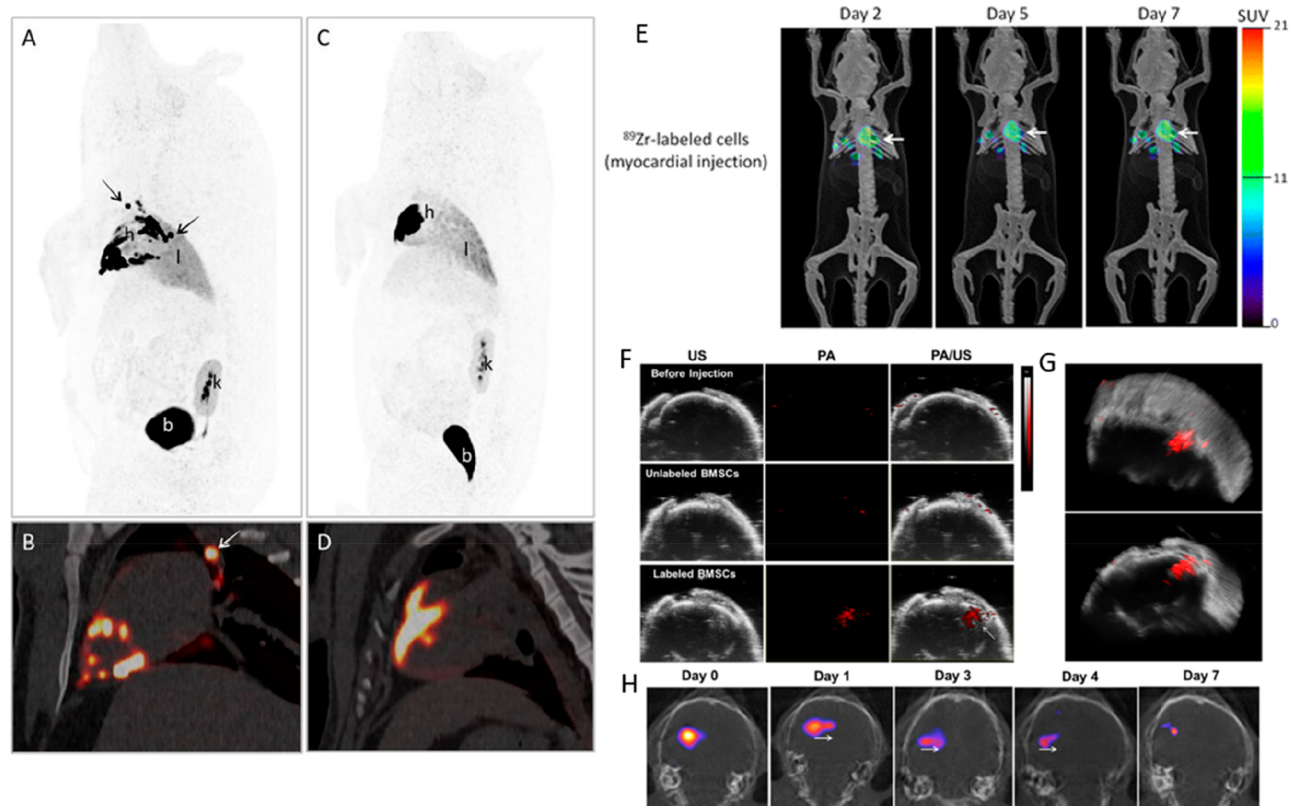 A
h
l
k
b
C
h
l
k
b
B
D
E
Day 2
Day 5
Day 7
SUV
21
11
0
⁸⁹Zr-labeled cells
(myocardial injection)
F
US
PA
PA/US
Before Injection
Unlabeled BMSCs
Labeled BMSCs
G
H
Day 0
Day 1
Day 3
Day 4
Day 7